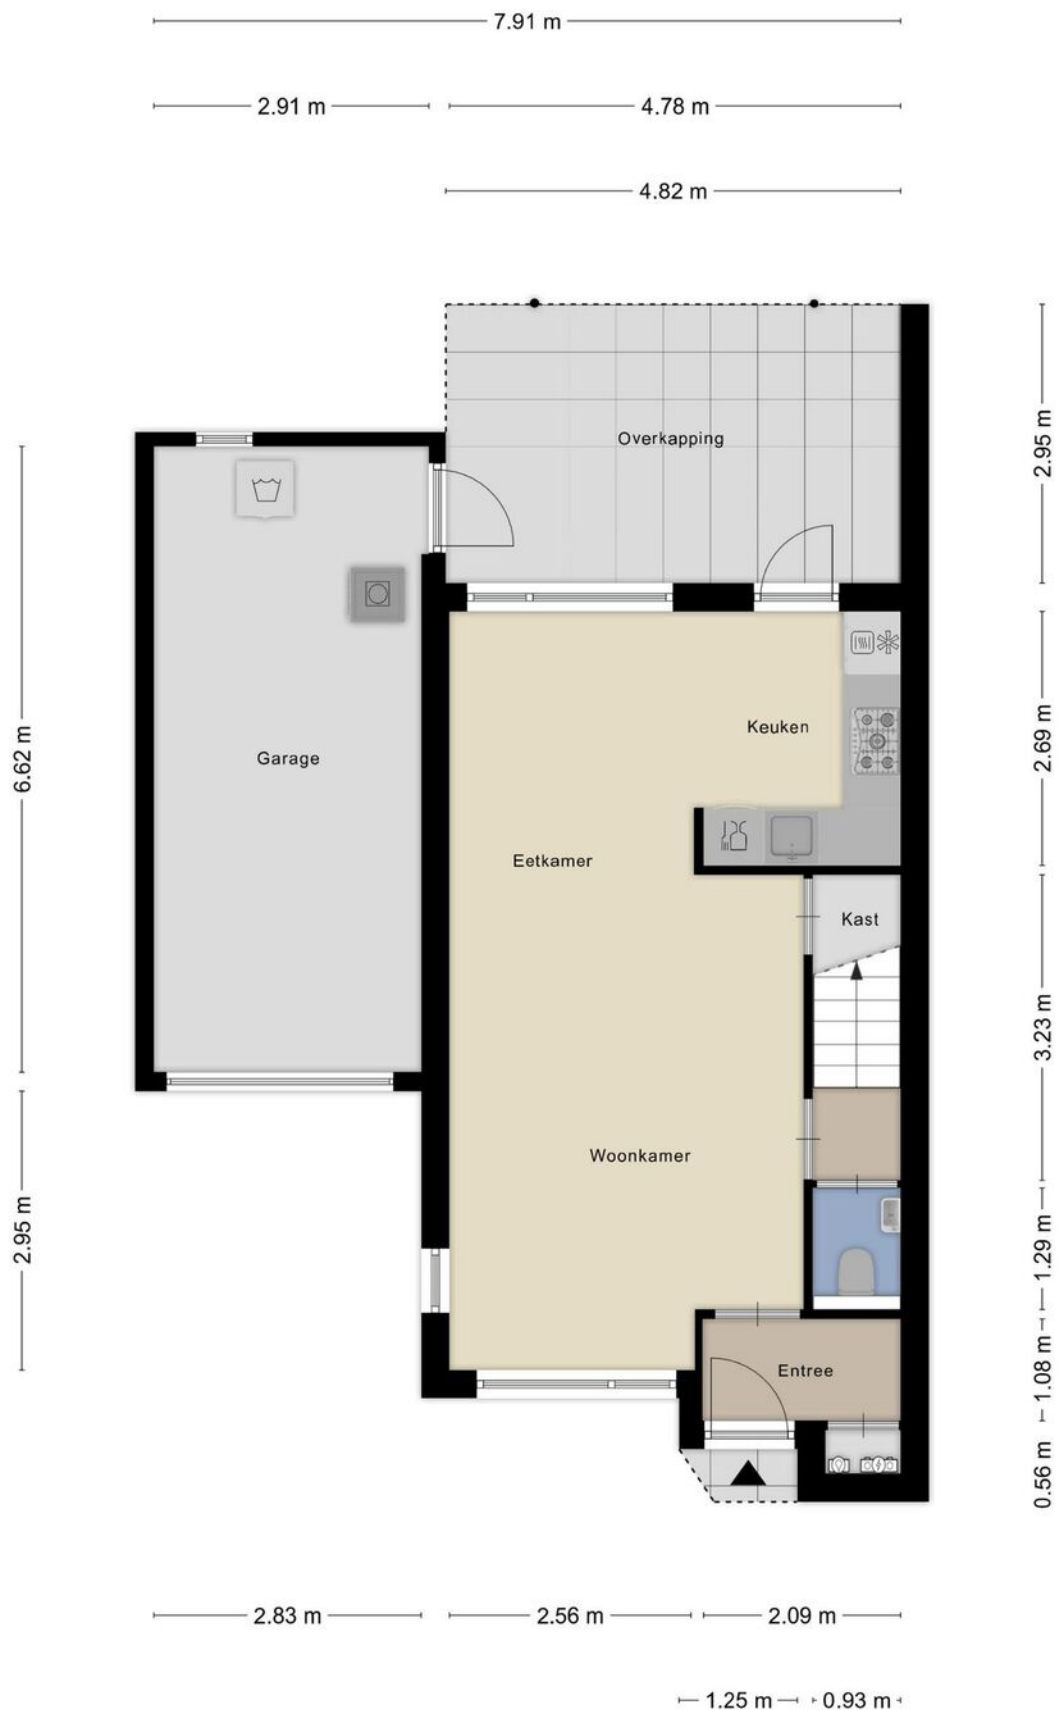 7.91 m
2.91 m
4.78 m
4.82 m
Overkapping
2.95 m
Keuken
2.69 m
Garage
6.62 m
Eetkamer
Kast
3.23 m
Woonkamer
2.95 m
1.29 m
Entree
1.08 m
0.56 m
2.83 m
2.56 m
2.09 m
1.25 m
0.93 m